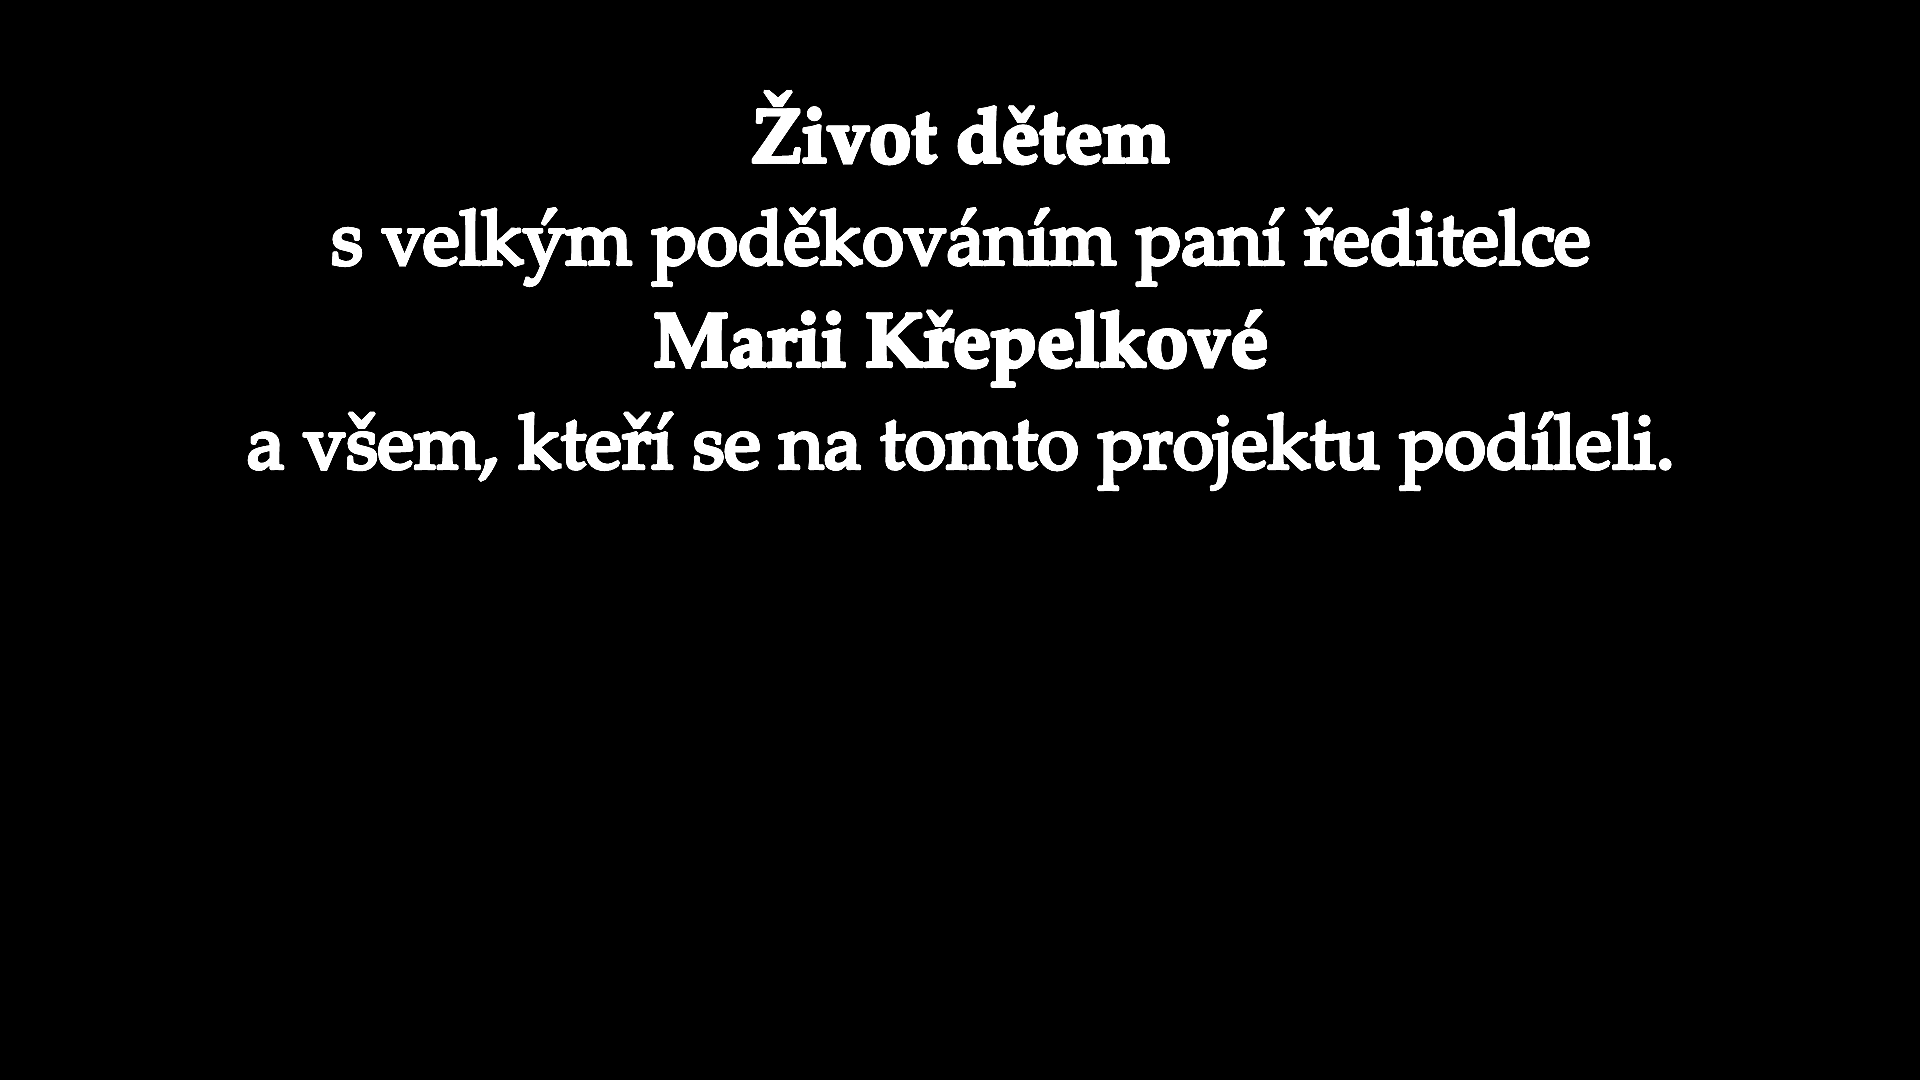 Život dětem
s velkým poděkováním paní ředitelce
Marii Křepelkové
a všem, kteří se na tomto projektu podíleli.